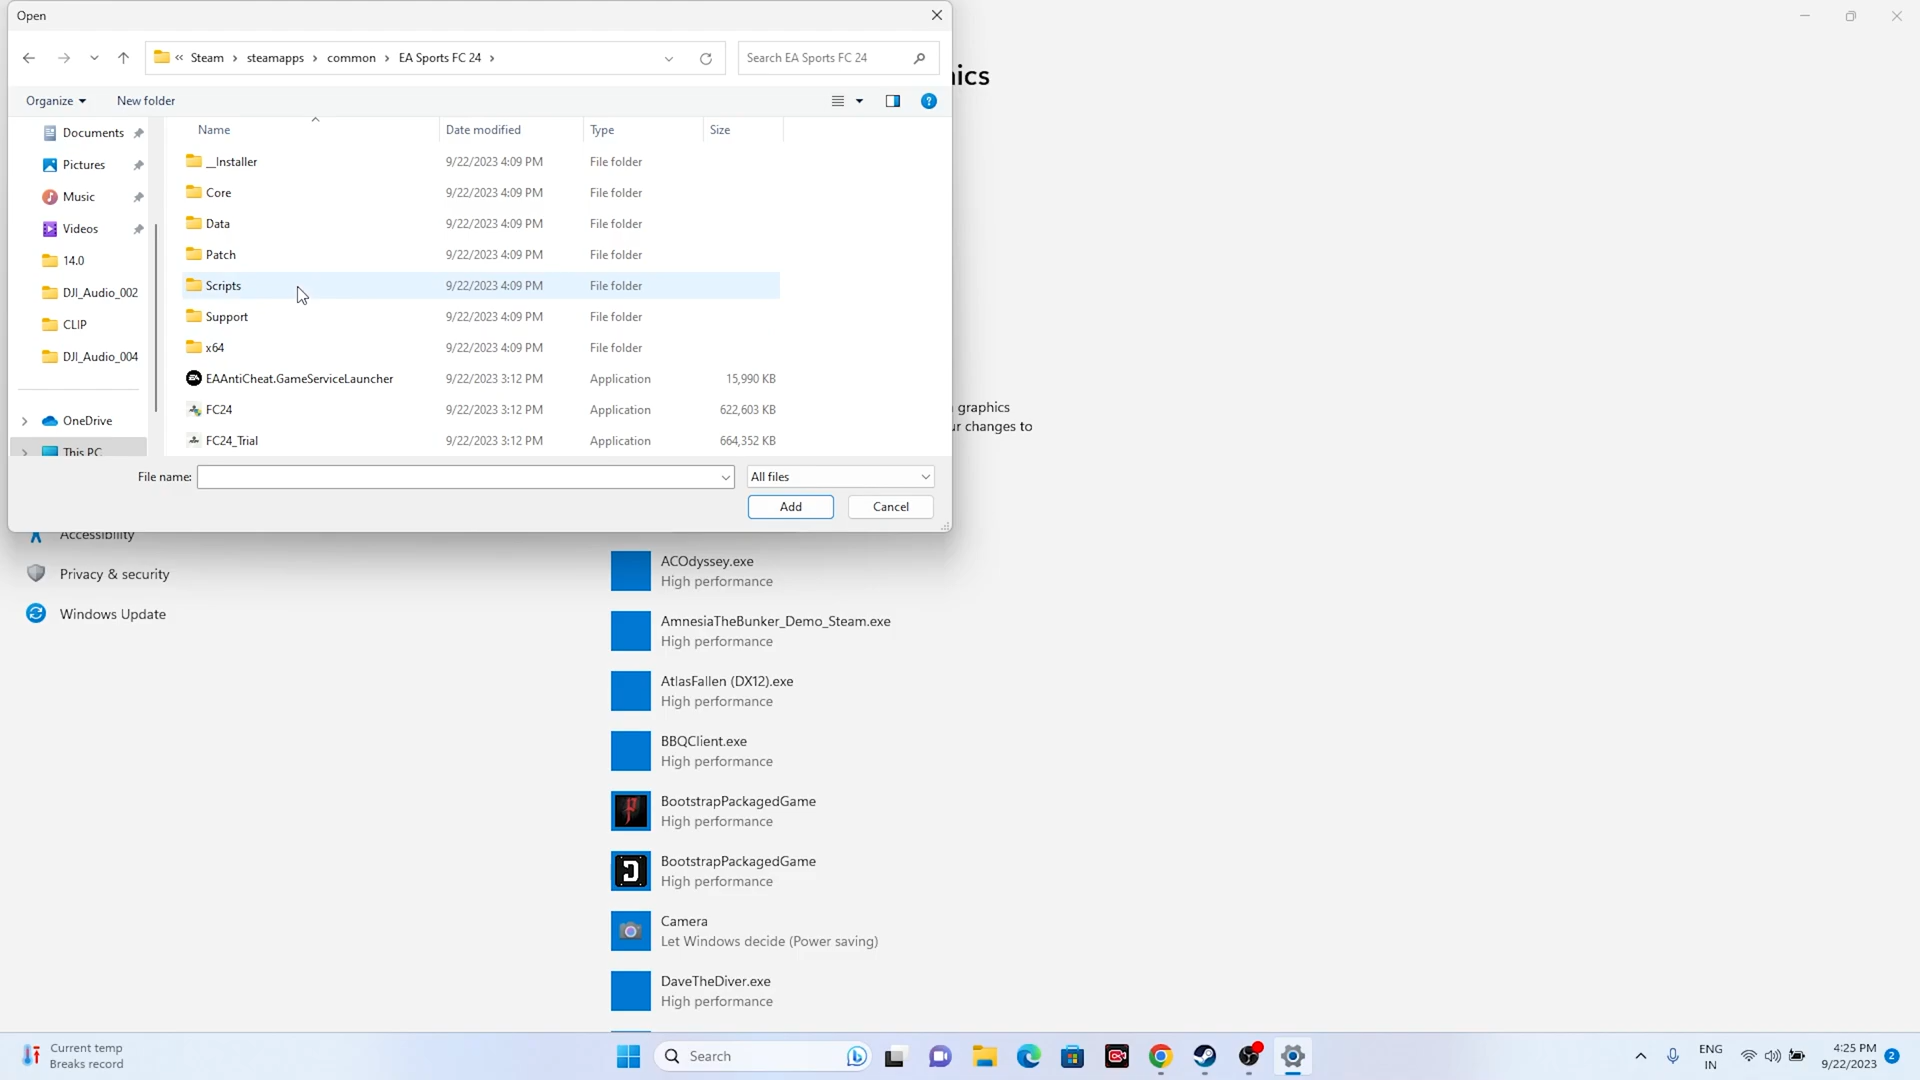 Open
« Steam › steamapps › common › EA Sports FC 24 ›
Search EA Sports FC 24
ics
Organize
New folder
Name
Date modified
Type
Size
Documents
Pictures
Music
Videos
14.0
DJI_Audio_002
CLIP
DJI_Audio_004
OneDrive
This PC
__Installer 9/22/2023 4:09 PM File folder
Core 9/22/2023 4:09 PM File folder
Data 9/22/2023 4:09 PM File folder
Patch 9/22/2023 4:09 PM File folder
Scripts 9/22/2023 4:09 PM File folder
Support 9/22/2023 4:09 PM File folder
x64 9/22/2023 4:09 PM File folder
EAAntiCheat.GameServiceLauncher 9/22/2023 3:12 PM Application 15,990 KB
FC24 9/22/2023 3:12 PM Application 622,603 KB
FC24_Trial 9/22/2023 3:12 PM Application 664,352 KB
File name:
All files
Add
Cancel
graphics
ur changes to
Accessibility
Privacy & security
Windows Update
ACOdyssey.exe
High performance
AmnesiaTheBunker_Demo_Steam.exe
High performance
AtlasFallen (DX12).exe
High performance
BBQClient.exe
High performance
BootstrapPackagedGame
High performance
BootstrapPackagedGame
High performance
Camera
Let Windows decide (Power saving)
DaveTheDiver.exe
High performance
Current temp
Breaks record
Search
ENG
IN
4:25 PM
9/22/2023
2